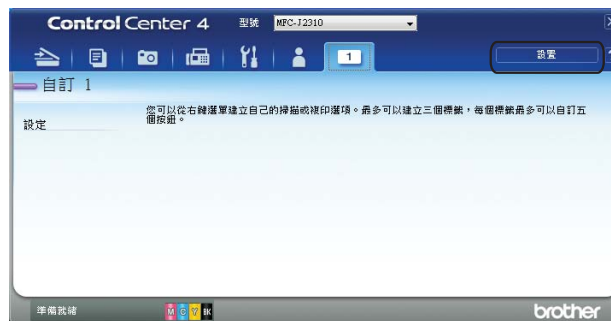 Control Center 4 型號 MFC-J2310
1 設置
自訂 1
設定
您可以從右鍵選單建立自己的掃描或複印選項。最多可以建立三個標籤，每個標籤最多可以自訂五
個按鈕。
準備就緒 M C Y BK brother